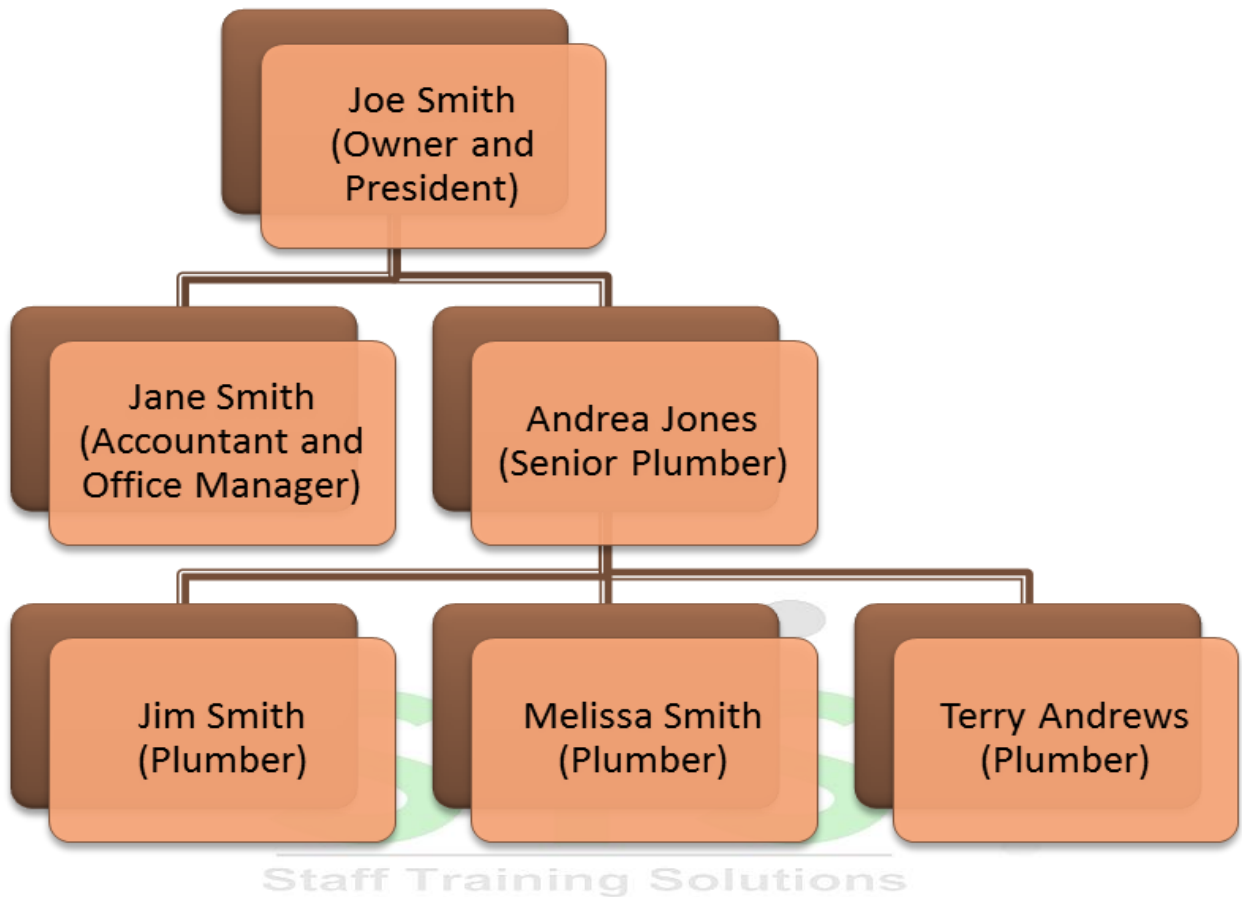 Joe Smith
(Owner and
President)
Jane Smith
(Accountant and
Office Manager)
Andrea Jones
(Senior Plumber)
Jim Smith
(Plumber)
Melissa Smith
(Plumber)
Terry Andrews
(Plumber)
Staff Training Solutions